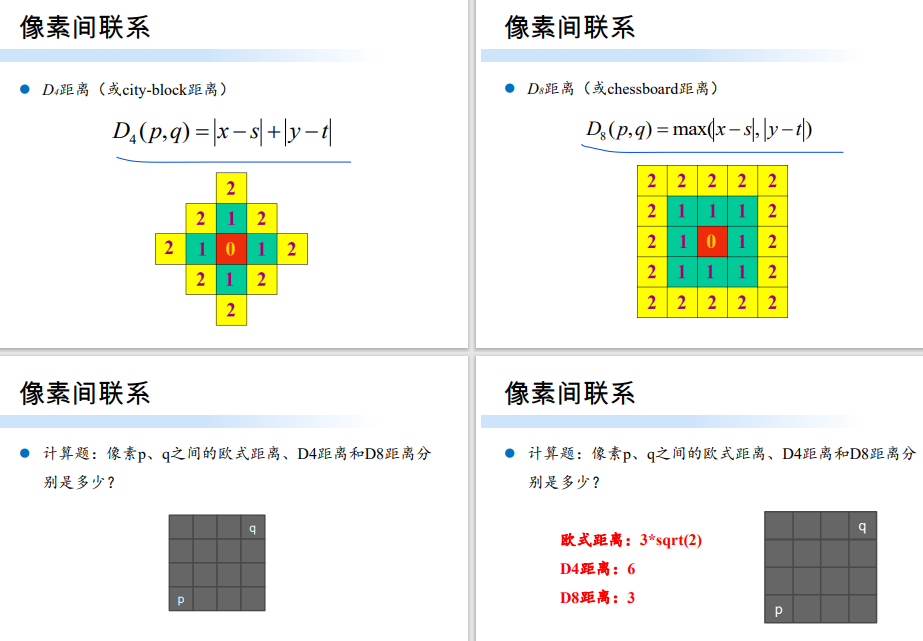 像素间联系
D₄距离（或city-block距离）
D₄(p,q)=|x−s|+|y−t|
2
2 1 2
2 1 0 1 2
2 1 2
2
像素间联系
D₈距离（或chessboard距离）
D₈(p,q)=max(|x−s|,|y−t|)
2 2 2 2 2
2 1 1 1 2
2 1 0 1 2
2 1 1 1 2
2 2 2 2 2
像素间联系
计算题：像素p、q之间的欧式距离、D4距离和D8距离分
别是多少？
q
p
像素间联系
计算题：像素p、q之间的欧式距离、D4距离和D8距离分
别是多少？
欧式距离：3*sqrt(2)
D4距离：6
D8距离：3
q
p